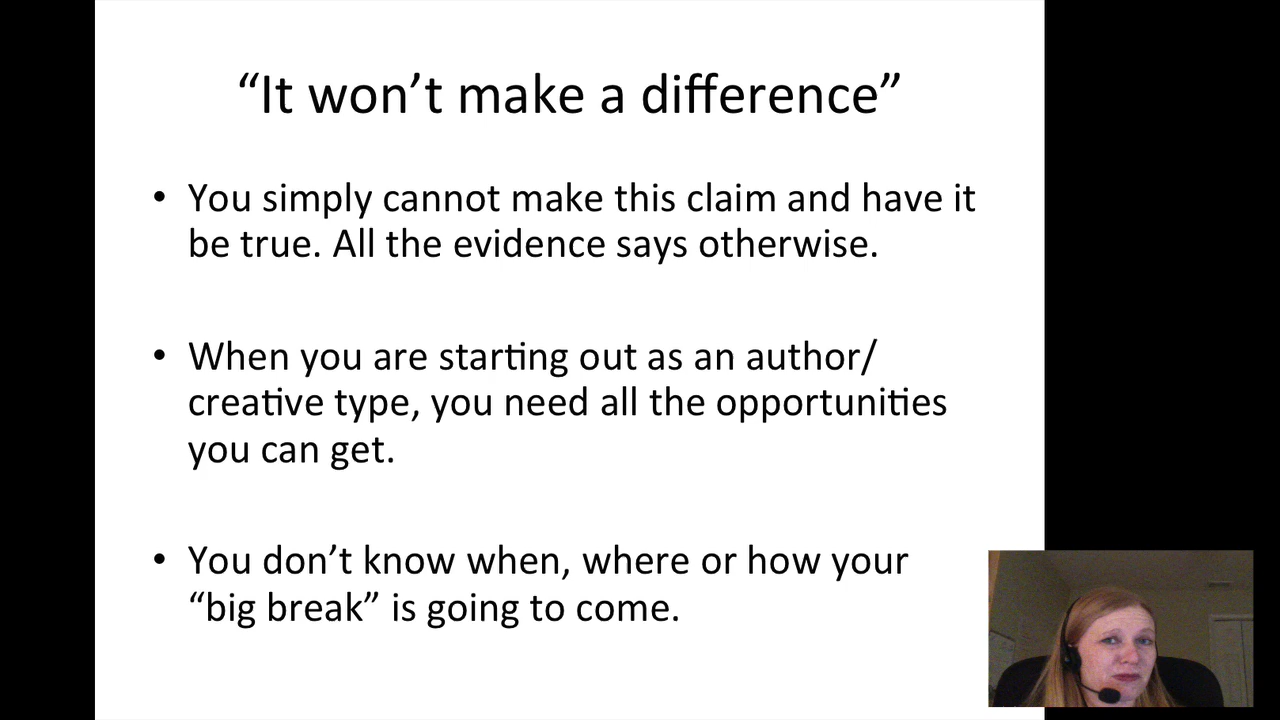 “It won’t make a difference”
• You simply cannot make this claim and have it
be true. All the evidence says otherwise.
• When you are starting out as an author/
creative type, you need all the opportunities
you can get.
• You don’t know when, where or how your
“big break” is going to come.